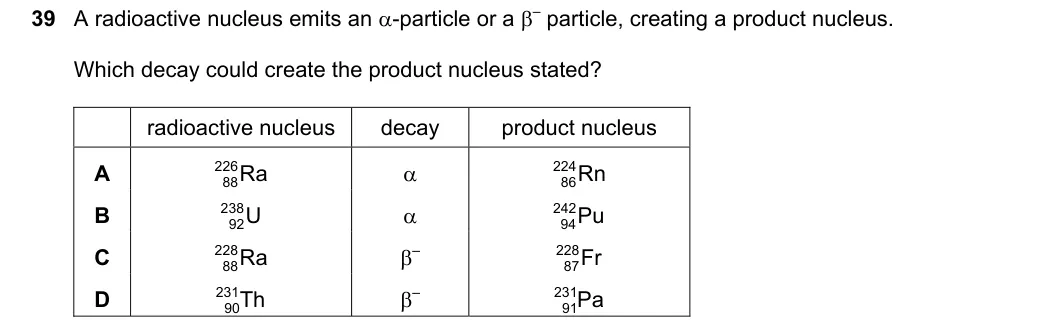 39 A radioactive nucleus emits an α-particle or a β⁻ particle, creating a product nucleus.
Which decay could create the product nucleus stated?
radioactive nucleus decay product nucleus
A ²²⁶₈₈Ra α ²²⁴₈₆Rn
B ²³⁸₉₂U α ²⁴²₉₄Pu
C ²²⁸₈₈Ra β⁻ ²²⁸₈₇Fr
D ²³¹₉₀Th β⁻ ²³¹₉₁Pa